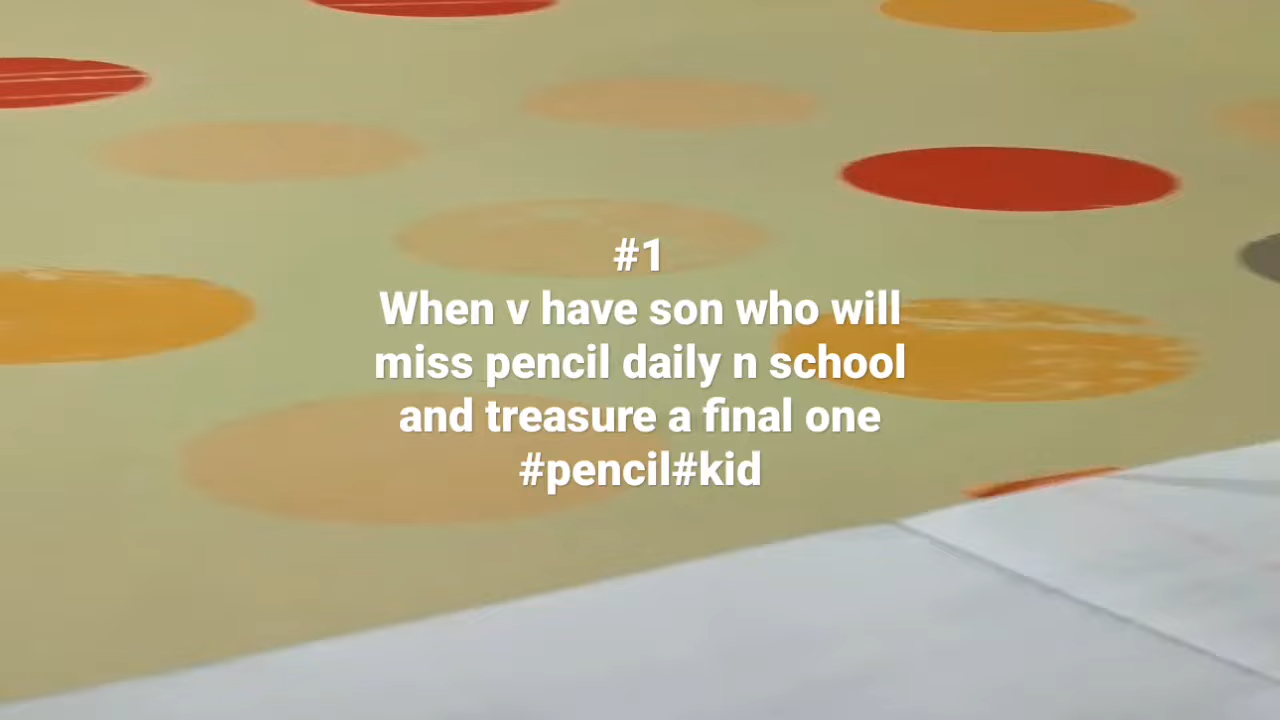 #1
When v have son who will
miss pencil daily n school
and treasure a final one
#pencil#kid